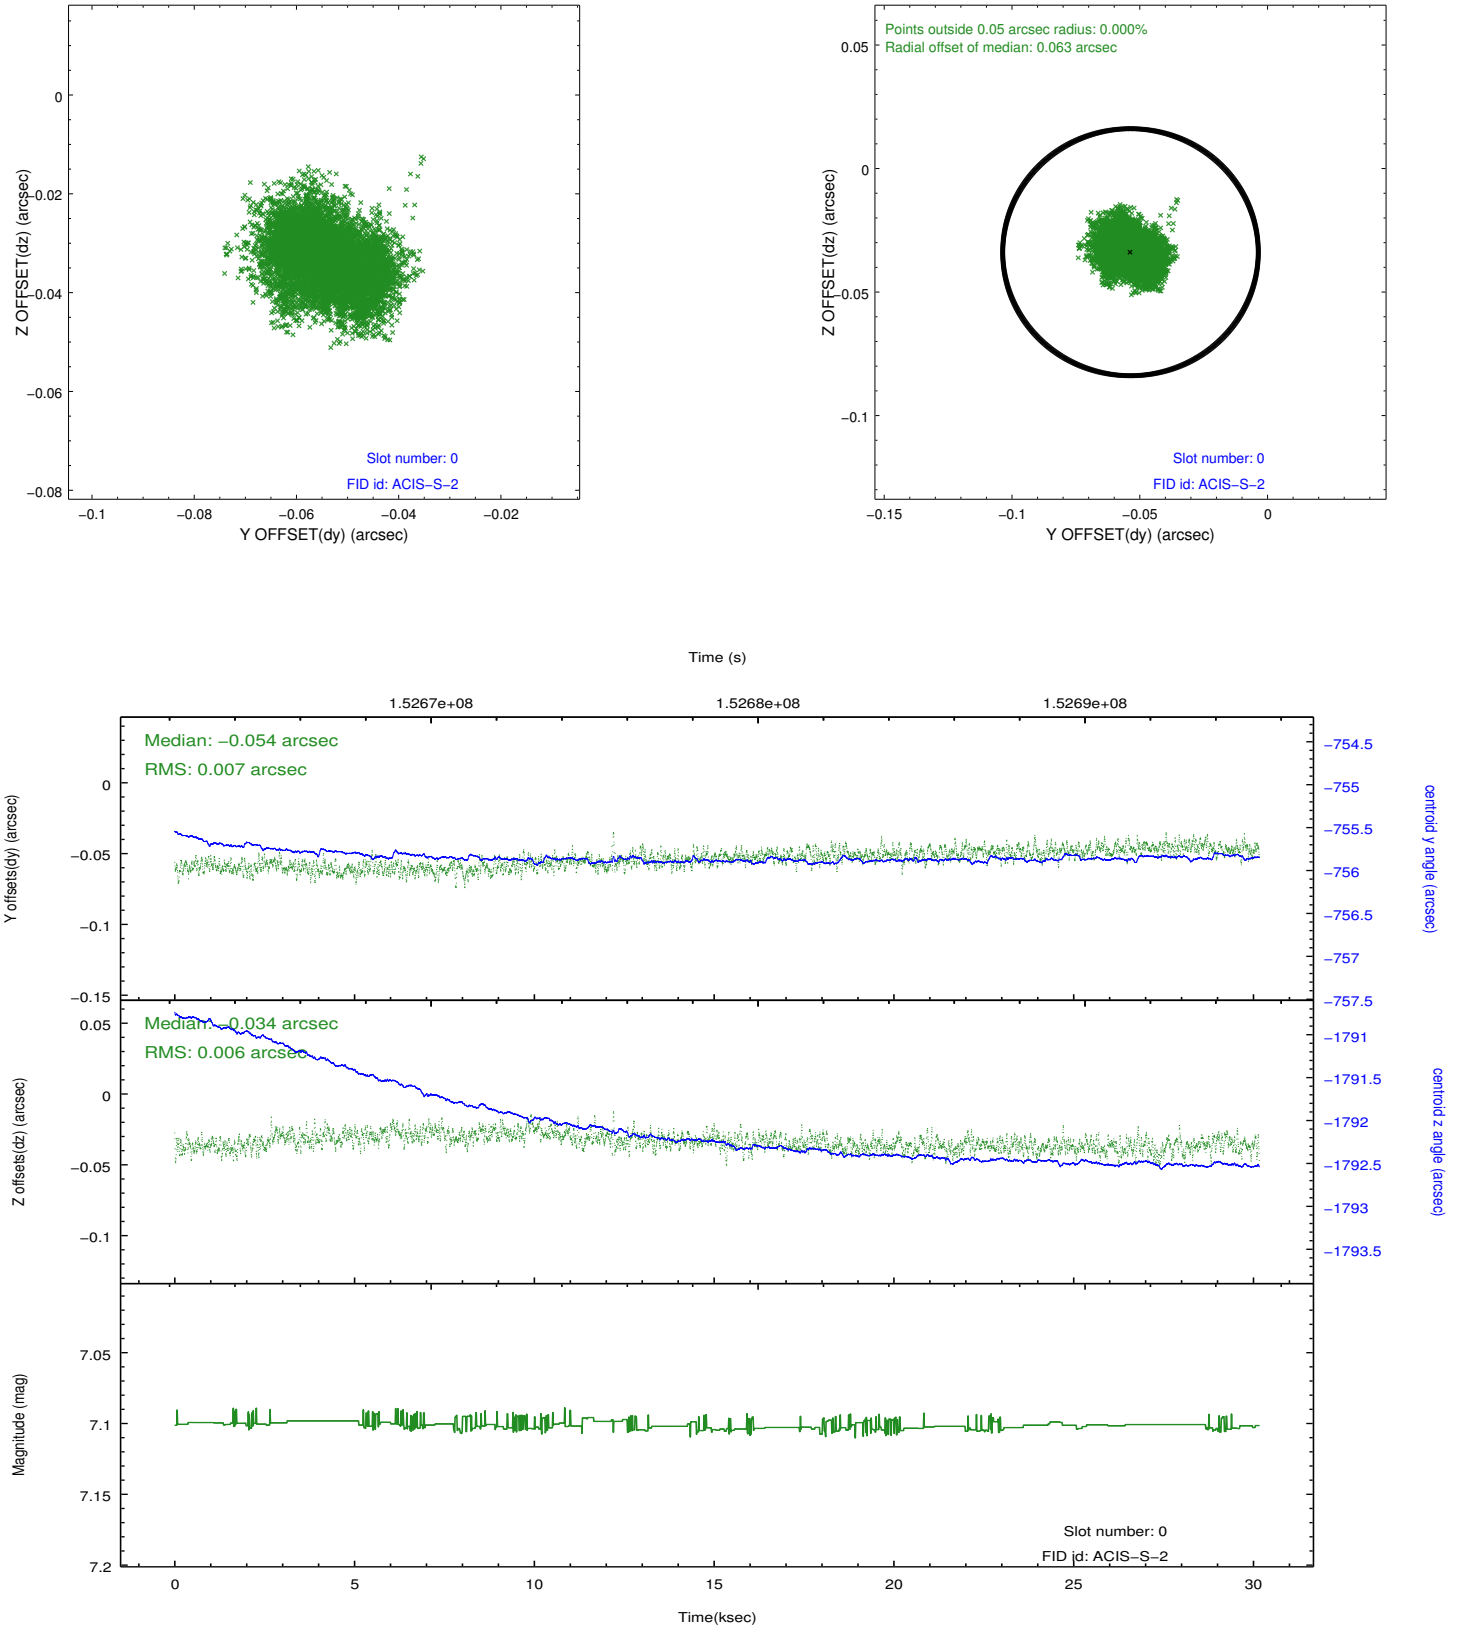 0
−0.02
−0.04
−0.06
−0.08
Z OFFSET(dz) (arcsec)
Slot number: 0
FID id: ACIS−S−2
−0.1
−0.08
−0.06
−0.04
−0.02
Y OFFSET(dy) (arcsec)
Points outside 0.05 arcsec radius: 0.000%
Radial offset of median: 0.063 arcsec
0.05
0
−0.05
−0.1
Z OFFSET(dz) (arcsec)
Slot number: 0
FID id: ACIS−S−2
−0.15
−0.1
−0.05
0
Y OFFSET(dy) (arcsec)
Time (s)
1.5267e+08
1.5268e+08
1.5269e+08
Median: −0.054 arcsec
RMS: 0.007 arcsec
0
−0.05
−0.1
−0.15
Y offsets(dy) (arcsec)
−754.5
−755
−755.5
−756
−756.5
−757
−757.5
centroid y angle (arcsec)
Median: −0.034 arcsec
RMS: 0.006 arcsec
0.05
0
−0.05
−0.1
Z offsets(dz) (arcsec)
−1791
−1791.5
−1792
−1792.5
−1793
−1793.5
centroid z angle (arcsec)
7.05
7.1
7.15
7.2
Magnitude (mag)
Slot number: 0
FID id: ACIS−S−2
0
5
10
15
20
25
30
Time(ksec)